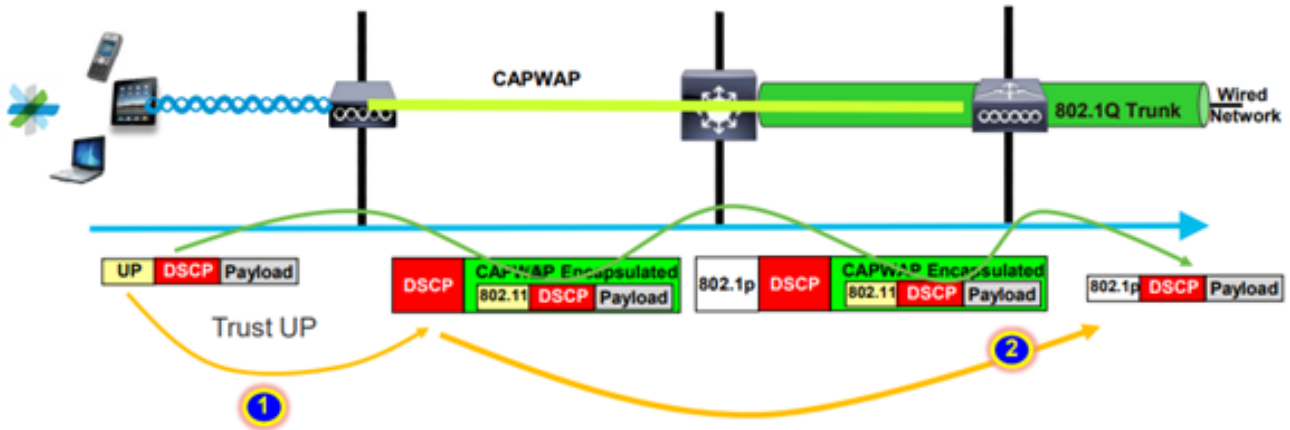 CAPWAP
802.1Q Trunk
Wired
Network
UP DSCP Payload
DSCP
CAPWAP Encapsulated
802.11 DSCP Payload
802.1p
DSCP
CAPWAP Encapsulated
802.11 DSCP Payload
802.1p DSCP Payload
Trust UP
1
2